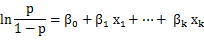 ln p/(1 − p) = β₀ + β₁ x₁ + ⋯ + βₖ xₖ